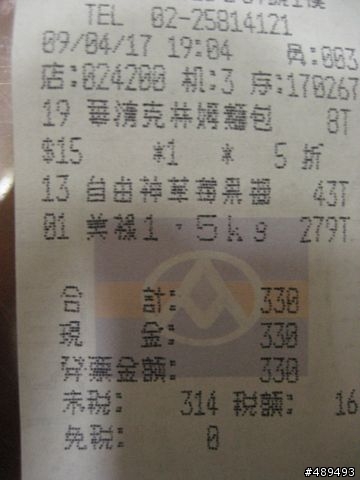 TEL 02-25814121
09/04/17 19:04 員:003
店:024200 机:3 序:170267
19 華清克林姆麵包 8T
$15 *1 * 5 折
13 自由神草莓果醬 43T
01 美祿1.5kg 279T
合 計: 330
現 金: 330
發票金額: 330
未稅: 314 稅額: 16
免稅: 0
#489493